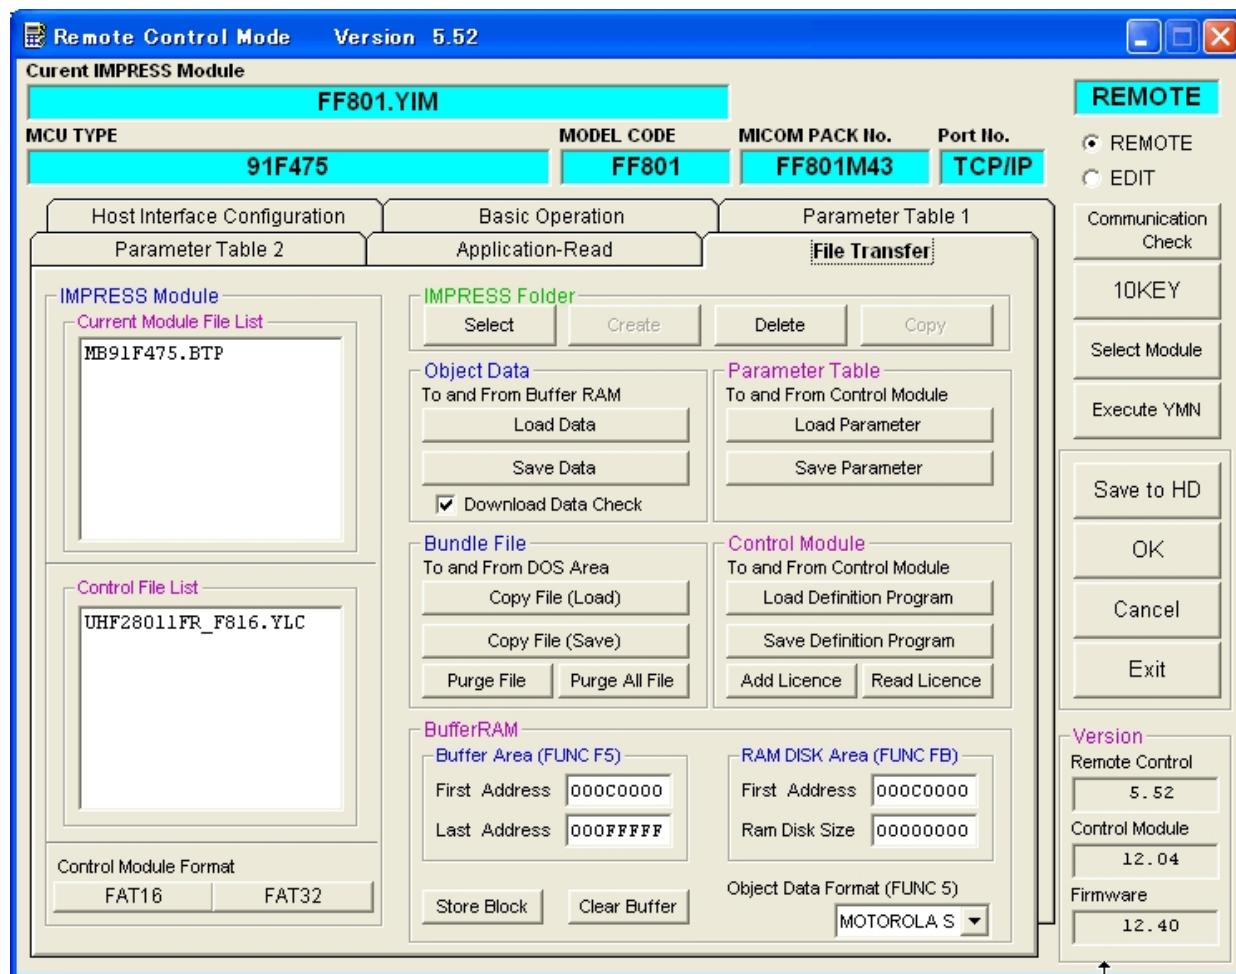 Remote Control Mode Version 5.52
Curent IMPRESS Module
FF801.YIM
REMOTE
MCU TYPE MODEL CODE MICOM PACK No. Port No.
91F475 FF801 FF801M43 TCP/IP
REMOTE
EDIT
Host Interface Configuration Basic Operation Parameter Table 1
Parameter Table 2 Application-Read File Transfer
IMPRESS Module
Current Module File List
MB91F475.BTP
Control File List
UHF28011FR_F816.YLC
Control Module Format
FAT16 FAT32
IMPRESS Folder
Select Create Delete Copy
Object Data
To and From Buffer RAM
Load Data
Save Data
Download Data Check
Parameter Table
To and From Control Module
Load Parameter
Save Parameter
Bundle File
To and From DOS Area
Copy File (Load)
Copy File (Save)
Purge File Purge All File
Control Module
To and From Control Module
Load Definition Program
Save Definition Program
Add Licence Read Licence
BufferRAM
Buffer Area (FUNC F5)
First Address 000C0000
Last Address 000FFFFF
RAM DISK Area (FUNC FB)
First Address 000C0000
Ram Disk Size 00000000
Store Block Clear Buffer
Object Data Format (FUNC 5)
MOTOROLA S
Communication
Check
10KEY
Select Module
Execute YMN
Save to HD
OK
Cancel
Exit
Version
Remote Control
5.52
Control Module
12.04
Firmware
12.40